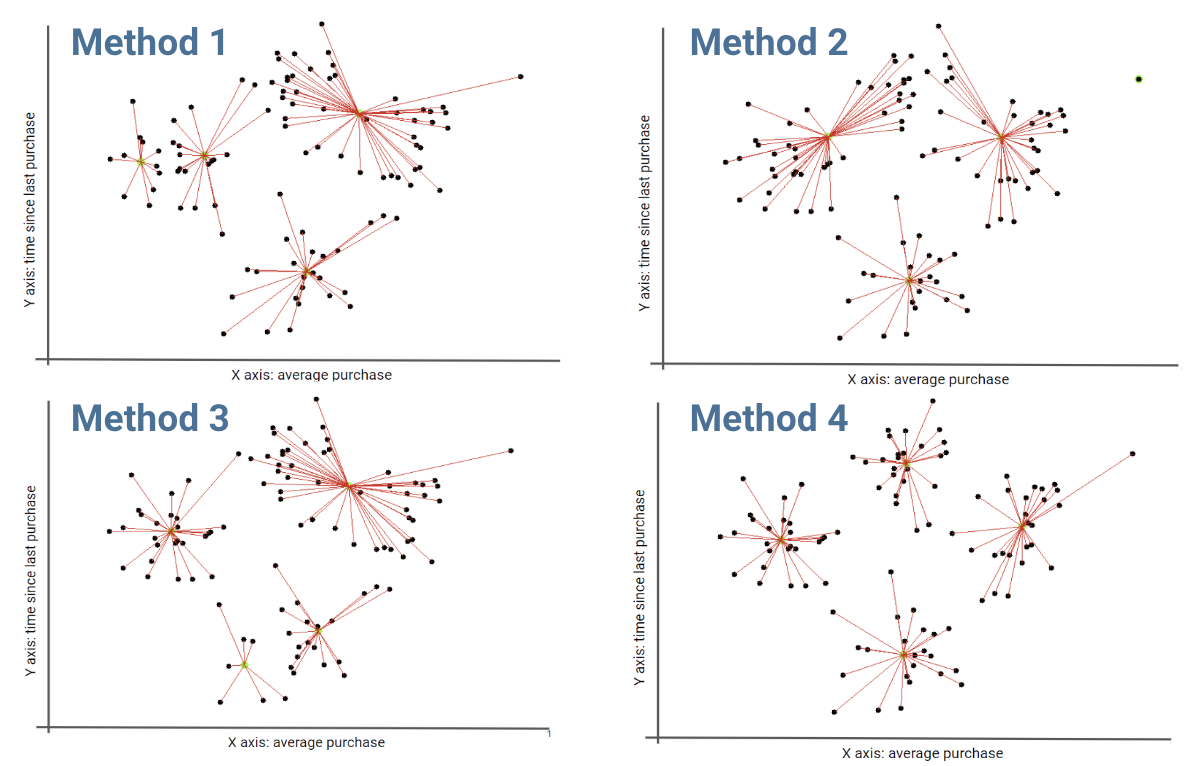 Method 1
Y axis: time since last purchase
X axis: average purchase
Method 2
Y axis: time since last purchase
X axis: average purchase
Method 3
Y axis: time since last purchase
X axis: average purchase
1
Method 4
Y axis: time since last purchase
X axis: average purchase